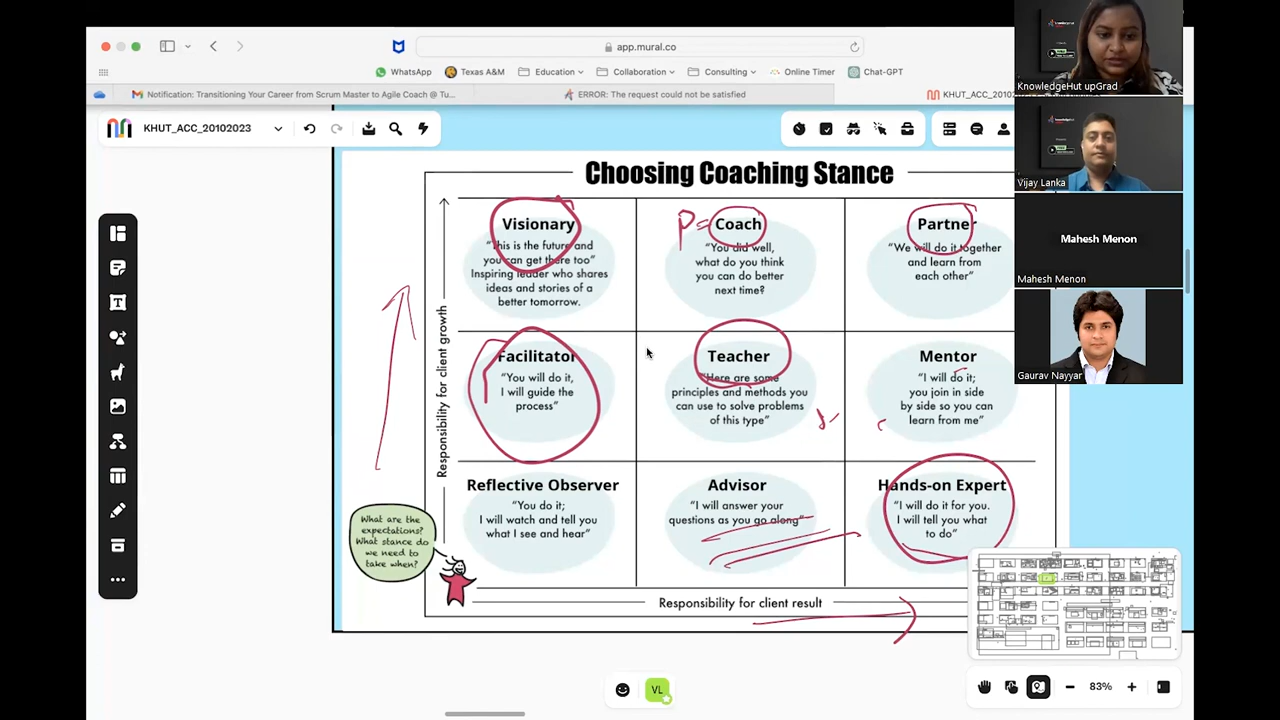 app.mural.co
WhatsApp
Texas A&M
Education
Collaboration
Consulting
Online Timer
Chat-GPT
Notification: Transitioning Your Career from Scrum Master to Agile Coach @ Tu...
ERROR: The request could not be satisfied
KHUT_ACC_2010202
KHUT_ACC_20102023
Choosing Coaching Stance
Responsibility for client growth
Visionary
"This is the future and
you can get there too"
Inspiring leader who shares
ideas and stories of a
better tomorrow.
P=
Coach
"You did well,
what do you think
you can do better
next time?
Partner
"We will do it together
and learn from
each other"
Facilitator
"You will do it,
I will guide the
process"
Teacher
"Here are some
principles and methods you
can use to solve problems
of this type"
Mentor
"I will do it;
you join in side
by side so you can
learn from me"
Reflective Observer
"You do it;
I will watch and tell you
what I see and hear"
Advisor
"I will answer your
questions as you go along"
Hands-on Expert
"I will do it for you.
I will tell you what
to do"
What are the
expectations?
What stance do
we need to
take when?
Responsibility for client result
VL
83%
KnowledgeHut upGrad
Vijay Lanka
Mahesh Menon
Mahesh Menon
Gaurav Nayyar